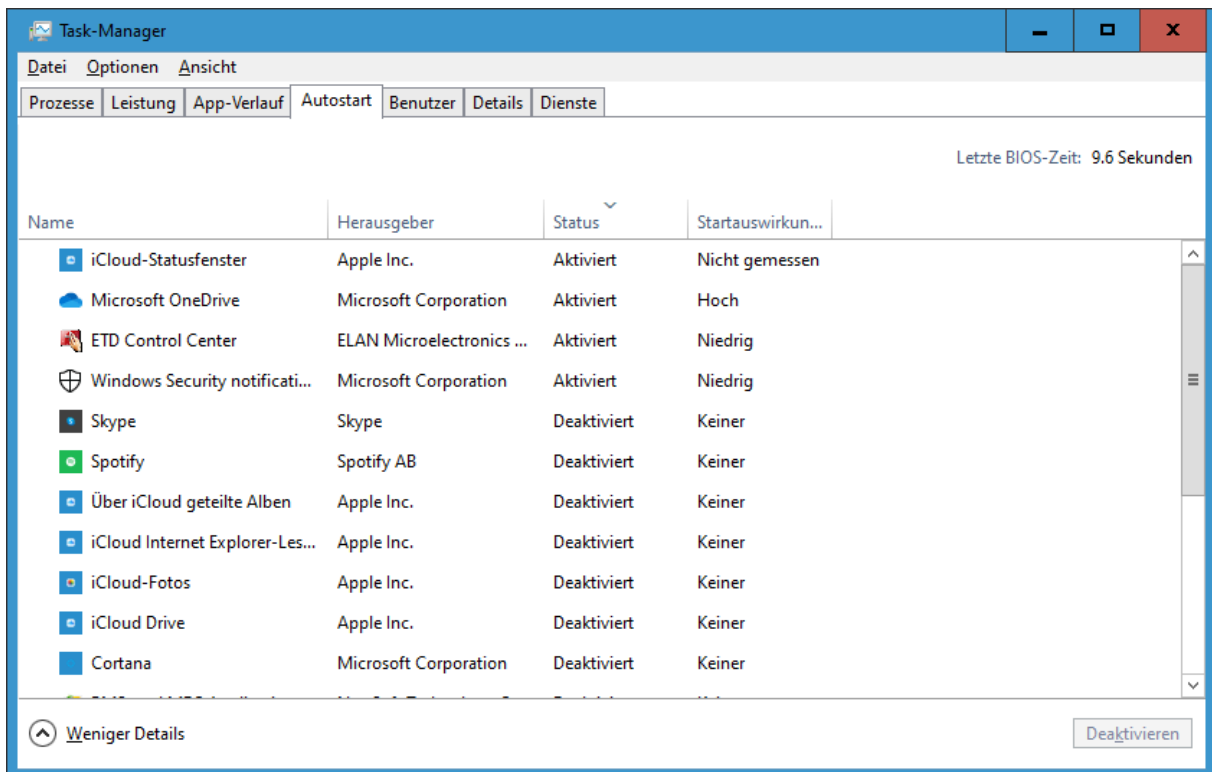 Task-Manager
Datei Optionen Ansicht
Prozesse Leistung App-Verlauf Autostart Benutzer Details Dienste
Letzte BIOS-Zeit: 9.6 Sekunden
Name Herausgeber Status Startauswirkun...
iCloud-Statusfenster Apple Inc. Aktiviert Nicht gemessen
Microsoft OneDrive Microsoft Corporation Aktiviert Hoch
ETD Control Center ELAN Microelectronics ... Aktiviert Niedrig
Windows Security notificati... Microsoft Corporation Aktiviert Niedrig
Skype Skype Deaktiviert Keiner
Spotify Spotify AB Deaktiviert Keiner
Über iCloud geteilte Alben Apple Inc. Deaktiviert Keiner
iCloud Internet Explorer-Les... Apple Inc. Deaktiviert Keiner
iCloud-Fotos Apple Inc. Deaktiviert Keiner
iCloud Drive Apple Inc. Deaktiviert Keiner
Cortana Microsoft Corporation Deaktiviert Keiner
Weniger Details Deaktivieren